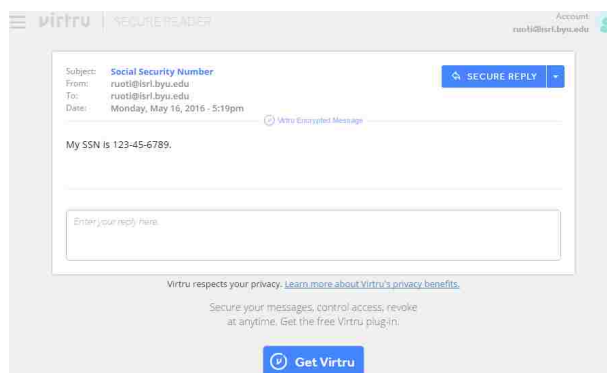 virtru | SECURE READER
Account
ruoti@isrl.byu.edu
Subject: Social Security Number
From: ruoti@isrl.byu.edu
To: ruoti@isrl.byu.edu
Date: Monday, May 16, 2016 - 5:19pm
SECURE REPLY
Virtru Encrypted Message
My SSN is 123-45-6789.
Enter your reply here.
Virtru respects your privacy. Learn more about Virtru's privacy benefits.
Secure your messages, control access, revoke
at anytime. Get the free Virtru plug-in.
Get Virtru